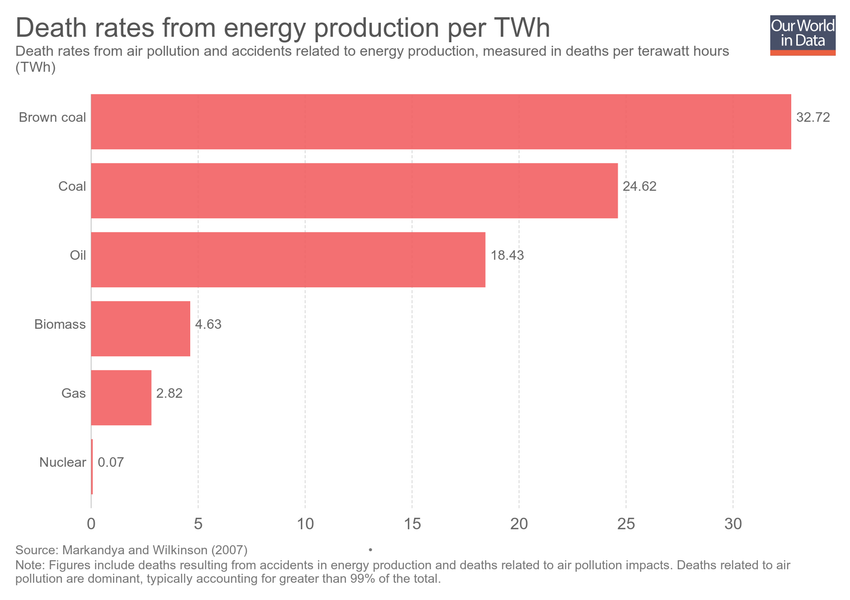 Death rates from energy production per TWh
Our World
in Data
Death rates from air pollution and accidents related to energy production, measured in deaths per terawatt hours
(TWh)
Brown coal 32.72
Coal 24.62
Oil 18.43
Biomass 4.63
Gas 2.82
Nuclear 0.07
0 5 10 15 20 25 30
Source: Markandya and Wilkinson (2007) •
Note: Figures include deaths resulting from accidents in energy production and deaths related to air pollution impacts. Deaths related to air
pollution are dominant, typically accounting for greater than 99% of the total.